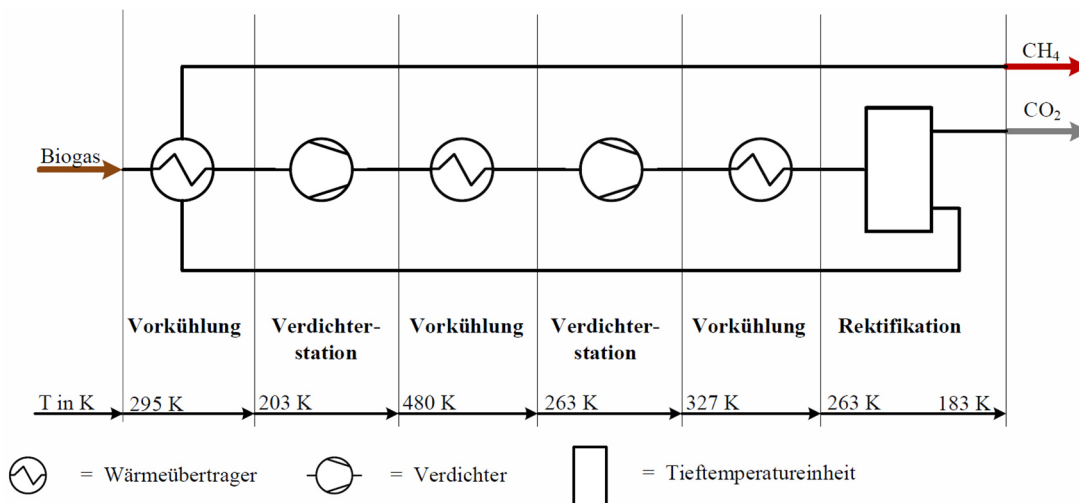 CH₄
CO₂
Biogas
Vorkühlung Verdichter- Vorkühlung Verdichter- Vorkühlung Rektifikation
station station
T in K 295 K 203 K 480 K 263 K 327 K 263 K 183 K
= Wärmeübertrager = Verdichter = Tieftemperatureinheit